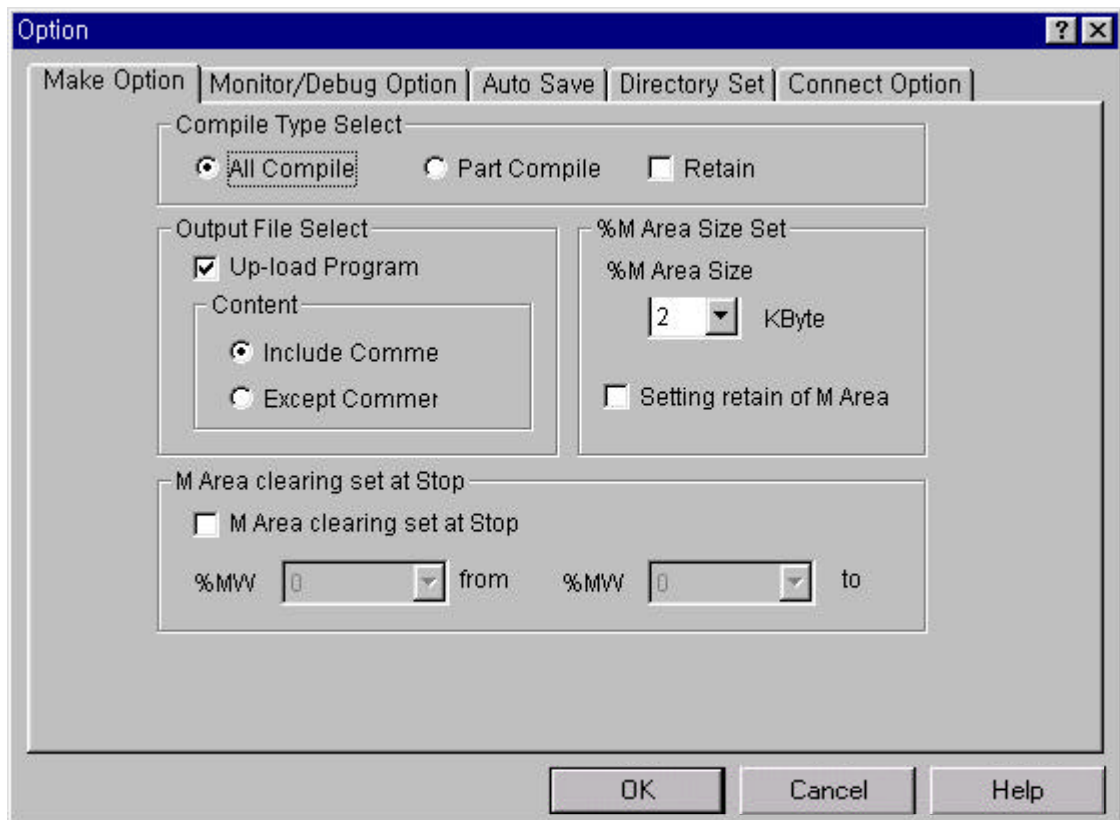 Option
Make Option Monitor/Debug Option Auto Save Directory Set Connect Option
Compile Type Select
All Compile Part Compile Retain
Output File Select
Up-load Program
Content
Include Comme
Except Commer
%M Area Size Set
%M Area Size
2 KByte
Setting retain of M Area
M Area clearing set at Stop
M Area clearing set at Stop
%MW 0 from %MW 0 to
OK Cancel Help